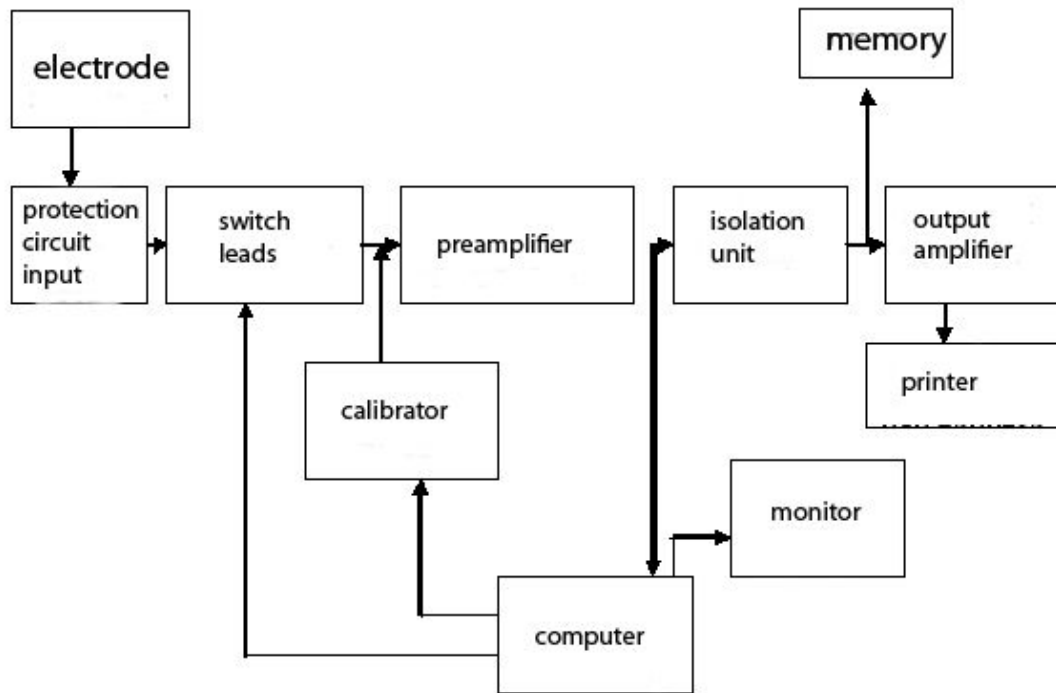 electrode
memory
protection
circuit
input
switch
leads
preamplifier
isolation
unit
output
amplifier
calibrator
printer
monitor
computer